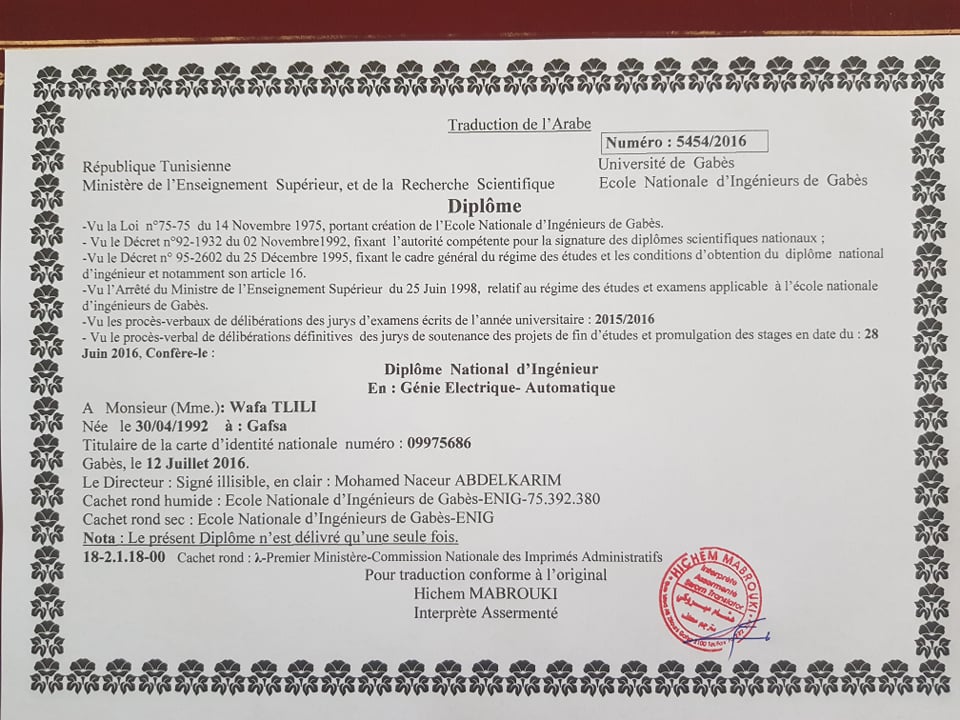 Traduction de l'Arabe
Numéro : 5454/2016
République Tunisienne
Université de Gabès
Ministère de l'Enseignement Supérieur, et de la Recherche Scientifique
Ecole Nationale d'Ingénieurs de Gabès
Diplôme
-Vu la Loi n°75-75 du 14 Novembre 1975, portant création de l'Ecole Nationale d'Ingénieurs de Gabès.
- Vu le Décret n°92-1932 du 02 Novembre1992, fixant l'autorité compétente pour la signature des diplômes scientifiques nationaux ;
-Vu le Décret n° 95-2602 du 25 Décembre 1995, fixant le cadre général du régime des études et les conditions d'obtention du diplôme national
d'ingénieur et notamment son article 16.
-Vu l'Arrêté du Ministre de l'Enseignement Supérieur du 25 Juin 1998, relatif au régime des études et examens applicable à l'école nationale
d'ingénieurs de Gabès.
-Vu les procès-verbaux de délibérations des jurys d'examens écrits de l'année universitaire : 2015/2016
- Vu le procès-verbal de délibérations définitives des jurys de soutenance des projets de fin d'études et promulgation des stages en date du : 28
Juin 2016, Confère-le :
Diplôme National d'Ingénieur
En : Génie Electrique- Automatique
A Monsieur (Mme.): Wafa TLILI
Née le 30/04/1992 à : Gafsa
Titulaire de la carte d'identité nationale numéro : 09975686
Gabès, le 12 Juillet 2016.
Le Directeur : Signé illisible, en clair : Mohamed Naceur ABDELKARIM
Cachet rond humide : Ecole Nationale d'Ingénieurs de Gabès-ENIG-75.392.380
Cachet rond sec : Ecole Nationale d'Ingénieurs de Gabès-ENIG
Nota : Le présent Diplôme n'est délivré qu'une seule fois.
18-2.1.18-00 Cachet rond : λ-Premier Ministère-Commission Nationale des Imprimés Administratifs
Pour traduction conforme à l'original
Hichem MABROUKI
Interprète Assermenté
HICHEM MABROUKI
Interprète
Assermenté
Sworn Translator
هشام مبروكي
مترجم محلف